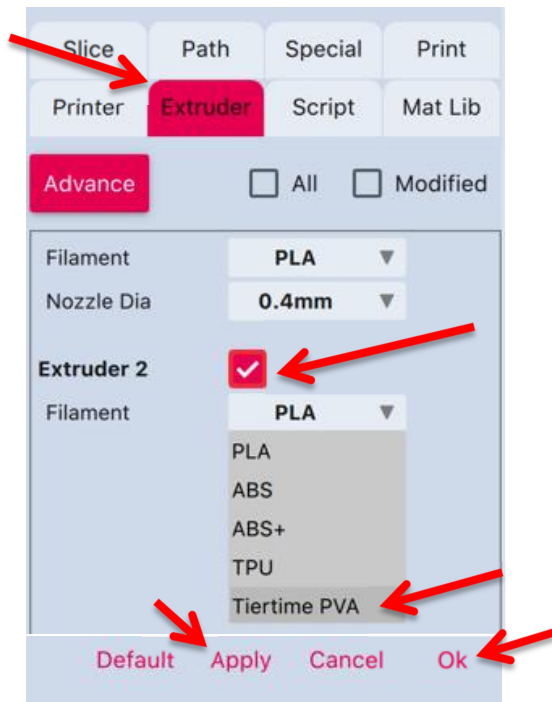 Slice Path Special Print
Printer Extruder Script Mat Lib
Advance All Modified
Filament PLA
Nozzle Dia 0.4mm
Extruder 2
Filament PLA
PLA
ABS
ABS+
TPU
Tiertime PVA
Default Apply Cancel Ok